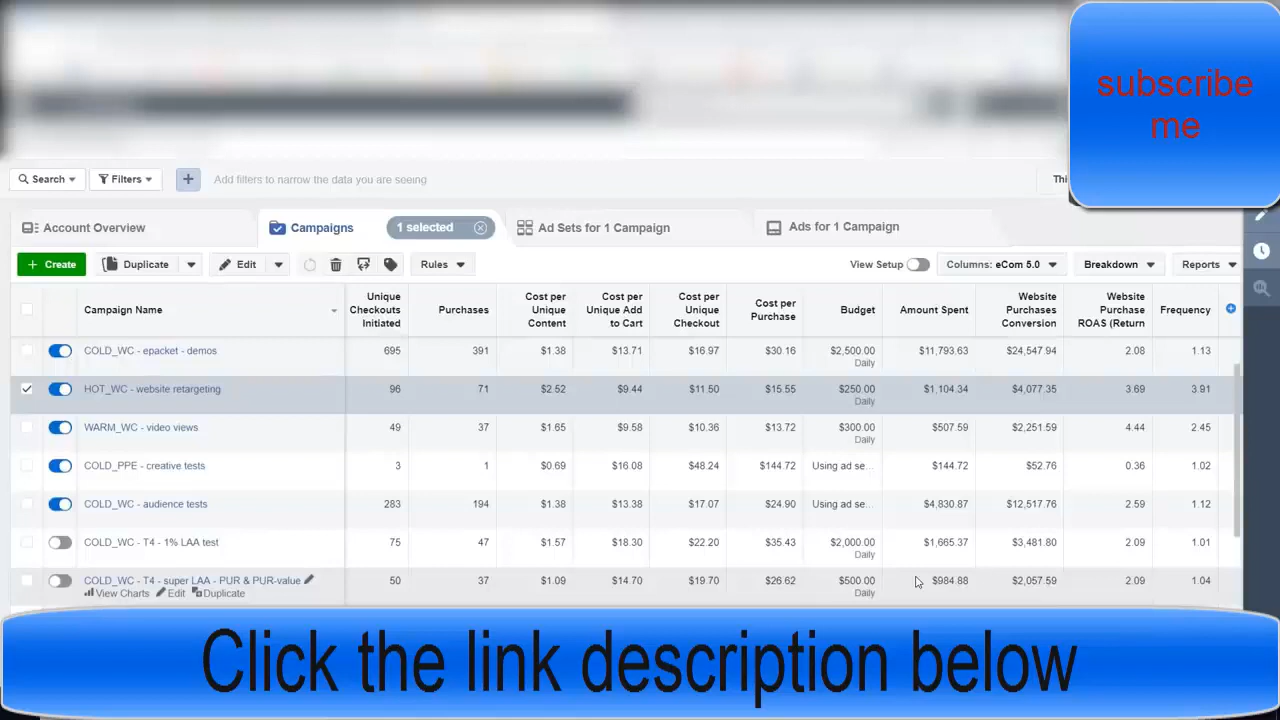 subscribe
me
Search Filters + Add filters to narrow the data you are seeing Thi
Account Overview Campaigns 1 selected Ad Sets for 1 Campaign Ads for 1 Campaign
+ Create Duplicate Edit Rules View Setup Columns: eCom 5.0 Breakdown Reports
Campaign Name Unique Checkouts Initiated Purchases Cost per Unique Content Cost per Unique Add to Cart Cost per Unique Checkout Cost per Purchase Budget Amount Spent Website Purchases Conversion Website Purchase ROAS (Return Frequency
COLD_WC - epacket - demos 695 391 $1.38 $13.71 $16.97 $30.16 $2,500.00 $11,793.63 $24,547.94 2.08 1.13
Daily
HOT_WC - website retargeting 96 71 $2.52 $9.44 $11.50 $15.55 $250.00 $1,104.34 $4,077.35 3.69 3.91
Daily
WARM_WC - video views 49 37 $1.65 $9.58 $10.36 $13.72 $300.00 $507.59 $2,251.59 4.44 2.45
Daily
COLD_PPE - creative tests 3 1 $0.69 $16.08 $48.24 $144.72 Using ad se... $144.72 $52.76 0.36 1.02
COLD_WC - audience tests 283 194 $1.38 $13.38 $17.07 $24.90 Using ad se... $4,830.87 $12,517.76 2.59 1.12
COLD_WC - T4 - 1% LAA test 75 47 $1.57 $18.30 $22.20 $35.43 $2,000.00 $1,665.37 $3,481.80 2.09 1.01
Daily
COLD_WC - T4 - super LAA - PUR & PUR-value 50 37 $1.09 $14.70 $19.70 $26.62 $500.00 $984.88 $2,057.59 2.09 1.04
View Charts Edit Duplicate Daily
Click the link description below